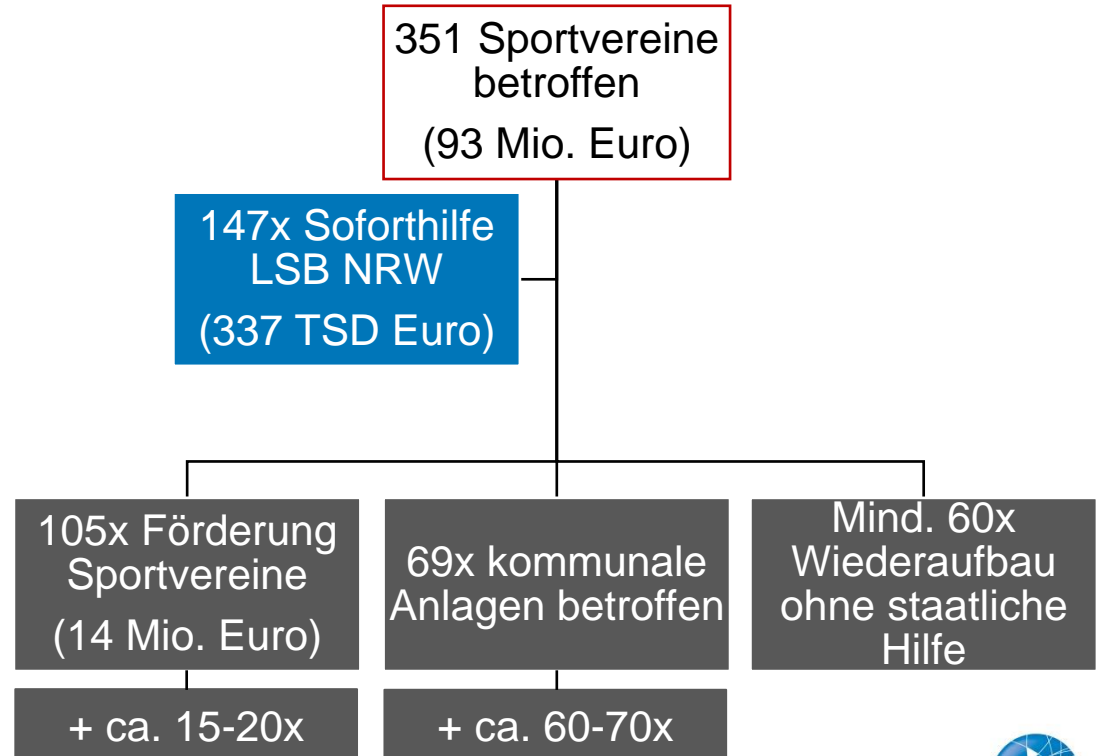 351 Sportvereine
betroffen
(93 Mio. Euro)
147x Soforthilfe
LSB NRW
(337 TSD Euro)
105x Förderung
Sportvereine
(14 Mio. Euro)
69x kommunale
Anlagen betroffen
Mind. 60x
Wiederaufbau
ohne staatliche
Hilfe
+ ca. 15-20x
+ ca. 60-70x